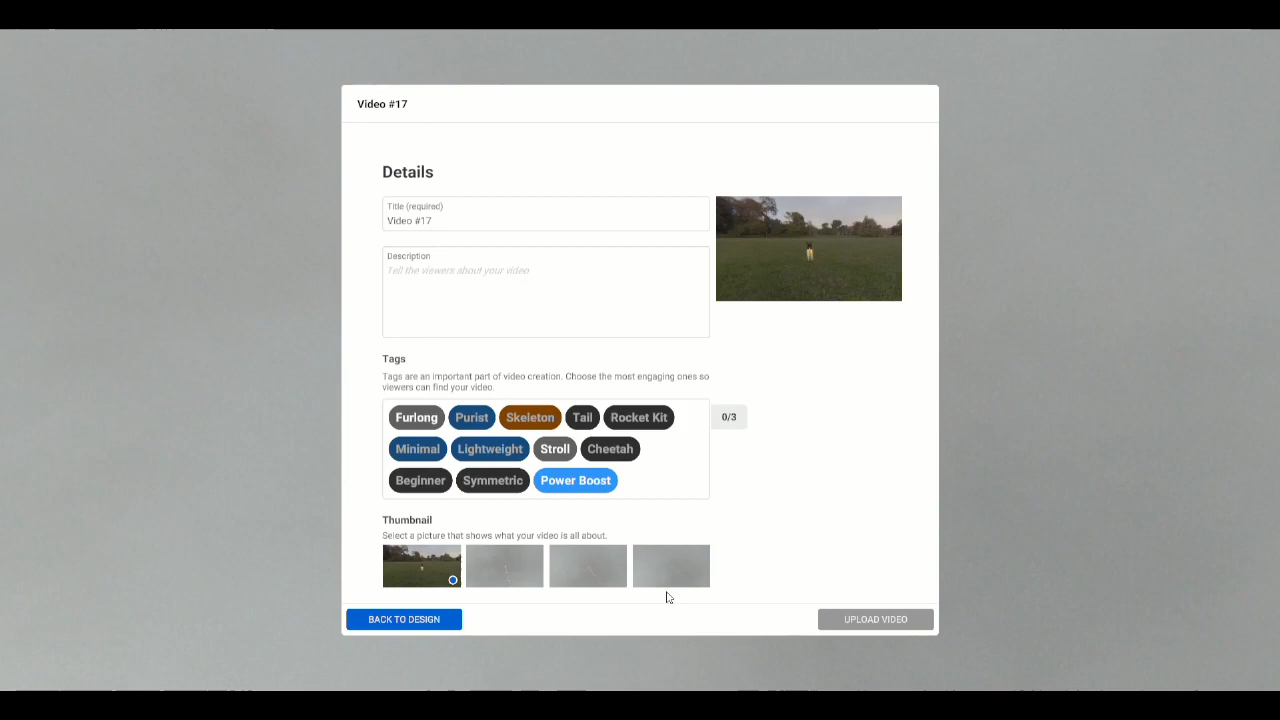 Video #17
Details
Title (required)
Video #17
Description
Tell the viewers about your video
Tags
Tags are an important part of video creation. Choose the most engaging ones so
viewers can find your video.
Furlong Purist Skeleton Tail Rocket Kit
0/3
Minimal Lightweight Stroll Cheetah
Beginner Symmetric Power Boost
Thumbnail
Select a picture that shows what your video is all about.
BACK TO DESIGN
UPLOAD VIDEO